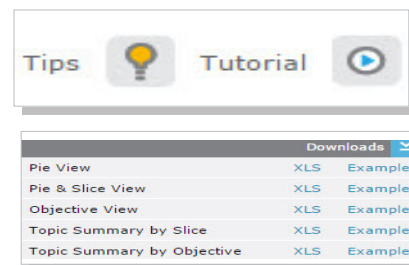 Tips Tutorial
Downloads
Pie View XLS Example
Pie & Slice View XLS Example
Objective View XLS Example
Topic Summary by Slice XLS Example
Topic Summary by Objective XLS Example